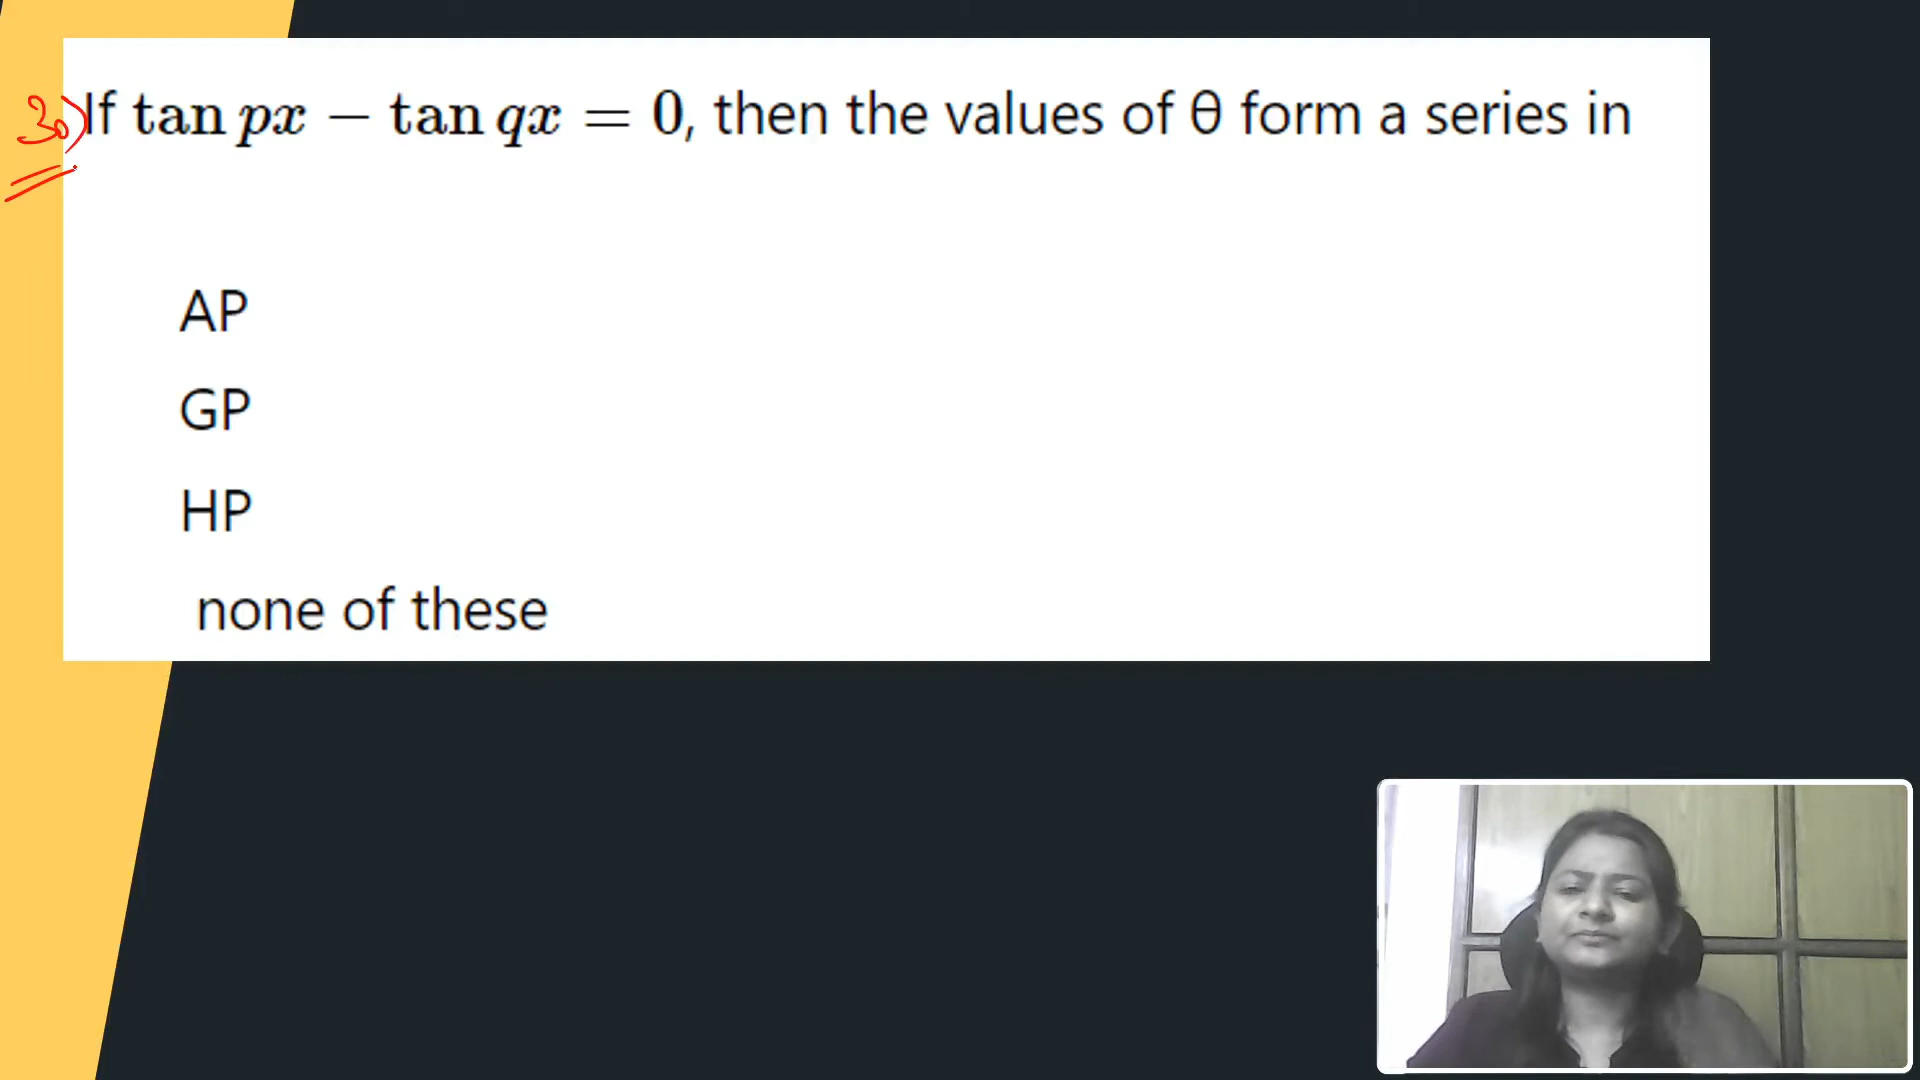 30) If tan px − tan qx = 0, then the values of θ form a series in
AP
GP
HP
none of these